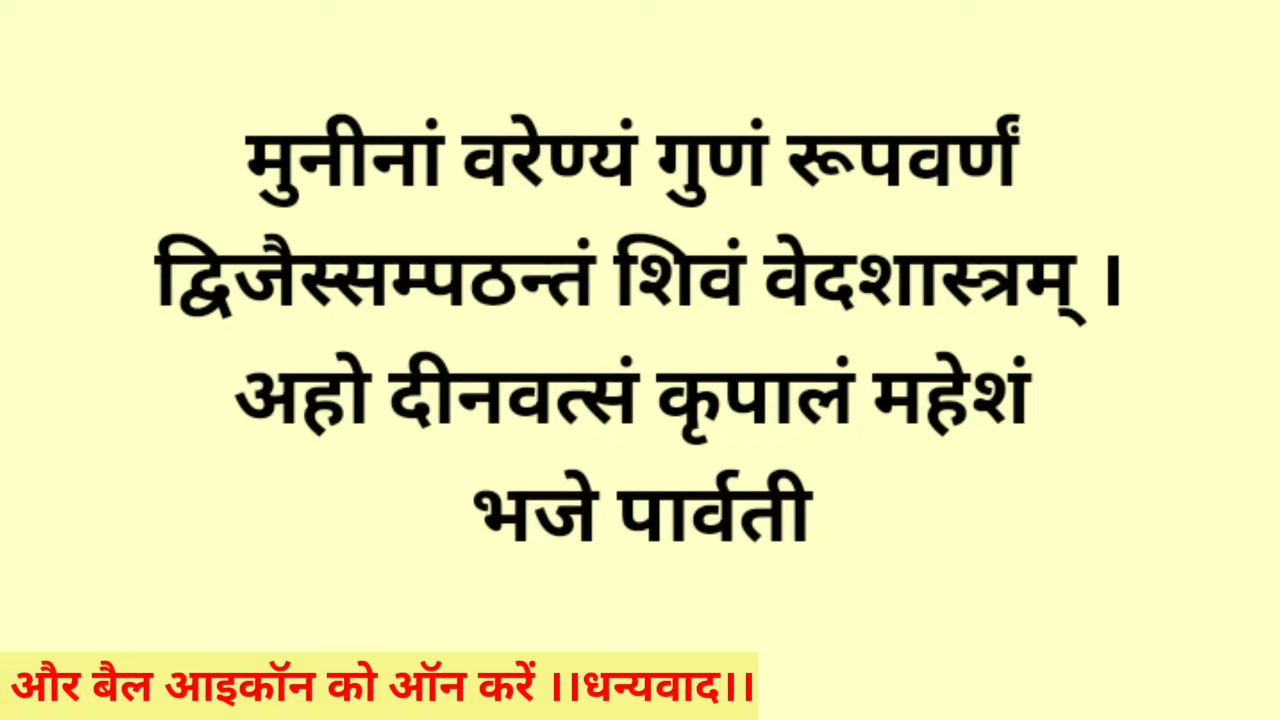 मुनीनां वरेण्यं गुणं रूपवर्णं
द्विजैस्सम्पठन्तं शिवं वेदशास्त्रम् ।
अहो दीनवत्सं कृपालं महेशं
भजे पार्वती
और बैल आइकॉन को ऑन करें ।।धन्यवाद।।